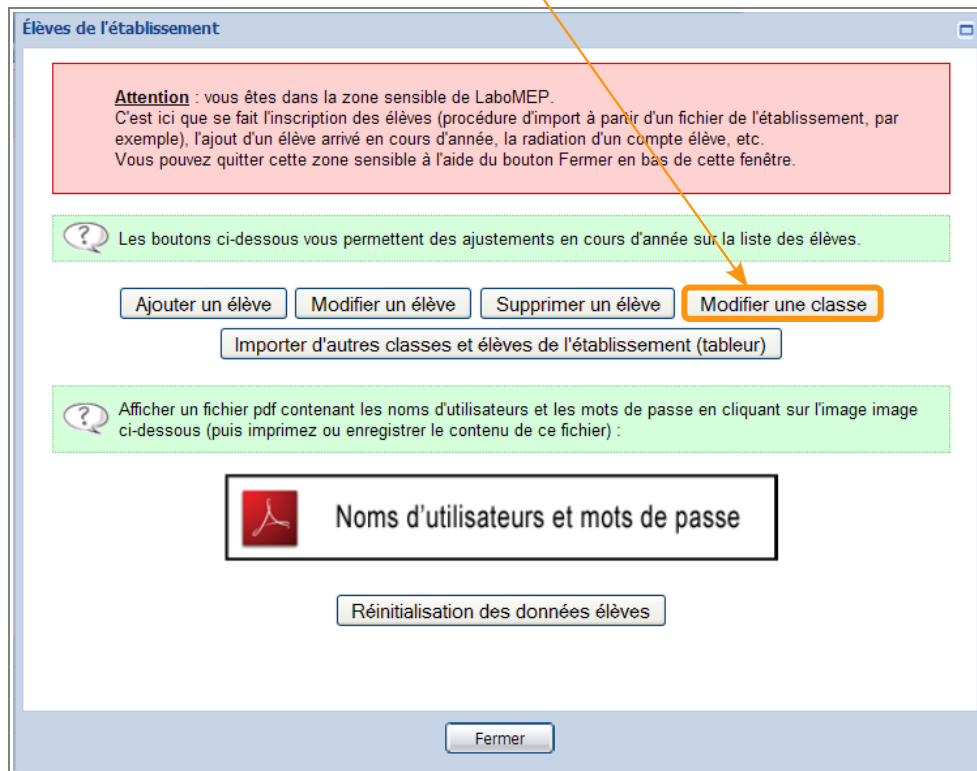 Élèves de l'établissement
Attention : vous êtes dans la zone sensible de LaboMEP.
C'est ici que se fait l'inscription des élèves (procédure d'import à partir d'un fichier de l'établissement, par
exemple), l'ajout d'un élève arrivé en cours d'année, la radiation d'un compte élève, etc.
Vous pouvez quitter cette zone sensible à l'aide du bouton Fermer en bas de cette fenêtre.
? Les boutons ci-dessous vous permettent des ajustements en cours d'année sur la liste des élèves.
Ajouter un élève Modifier un élève Supprimer un élève Modifier une classe
Importer d'autres classes et élèves de l'établissement (tableur)
? Afficher un fichier pdf contenant les noms d'utilisateurs et les mots de passe en cliquant sur l'image image
ci-dessous (puis imprimez ou enregistrer le contenu de ce fichier) :
Noms d'utilisateurs et mots de passe
Réinitialisation des données élèves
Fermer